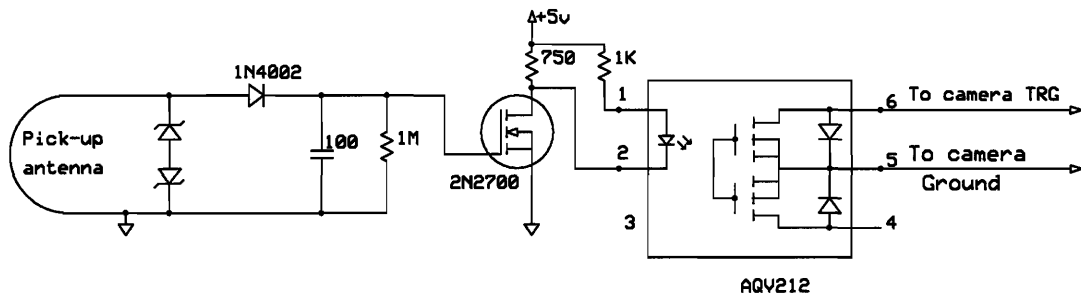 +5v
750
1K
1N4002
1
6
To camera TRG
Pick-up
antenna
100
1M
2
5
To camera
Ground
2N2700
3
4
AQV212